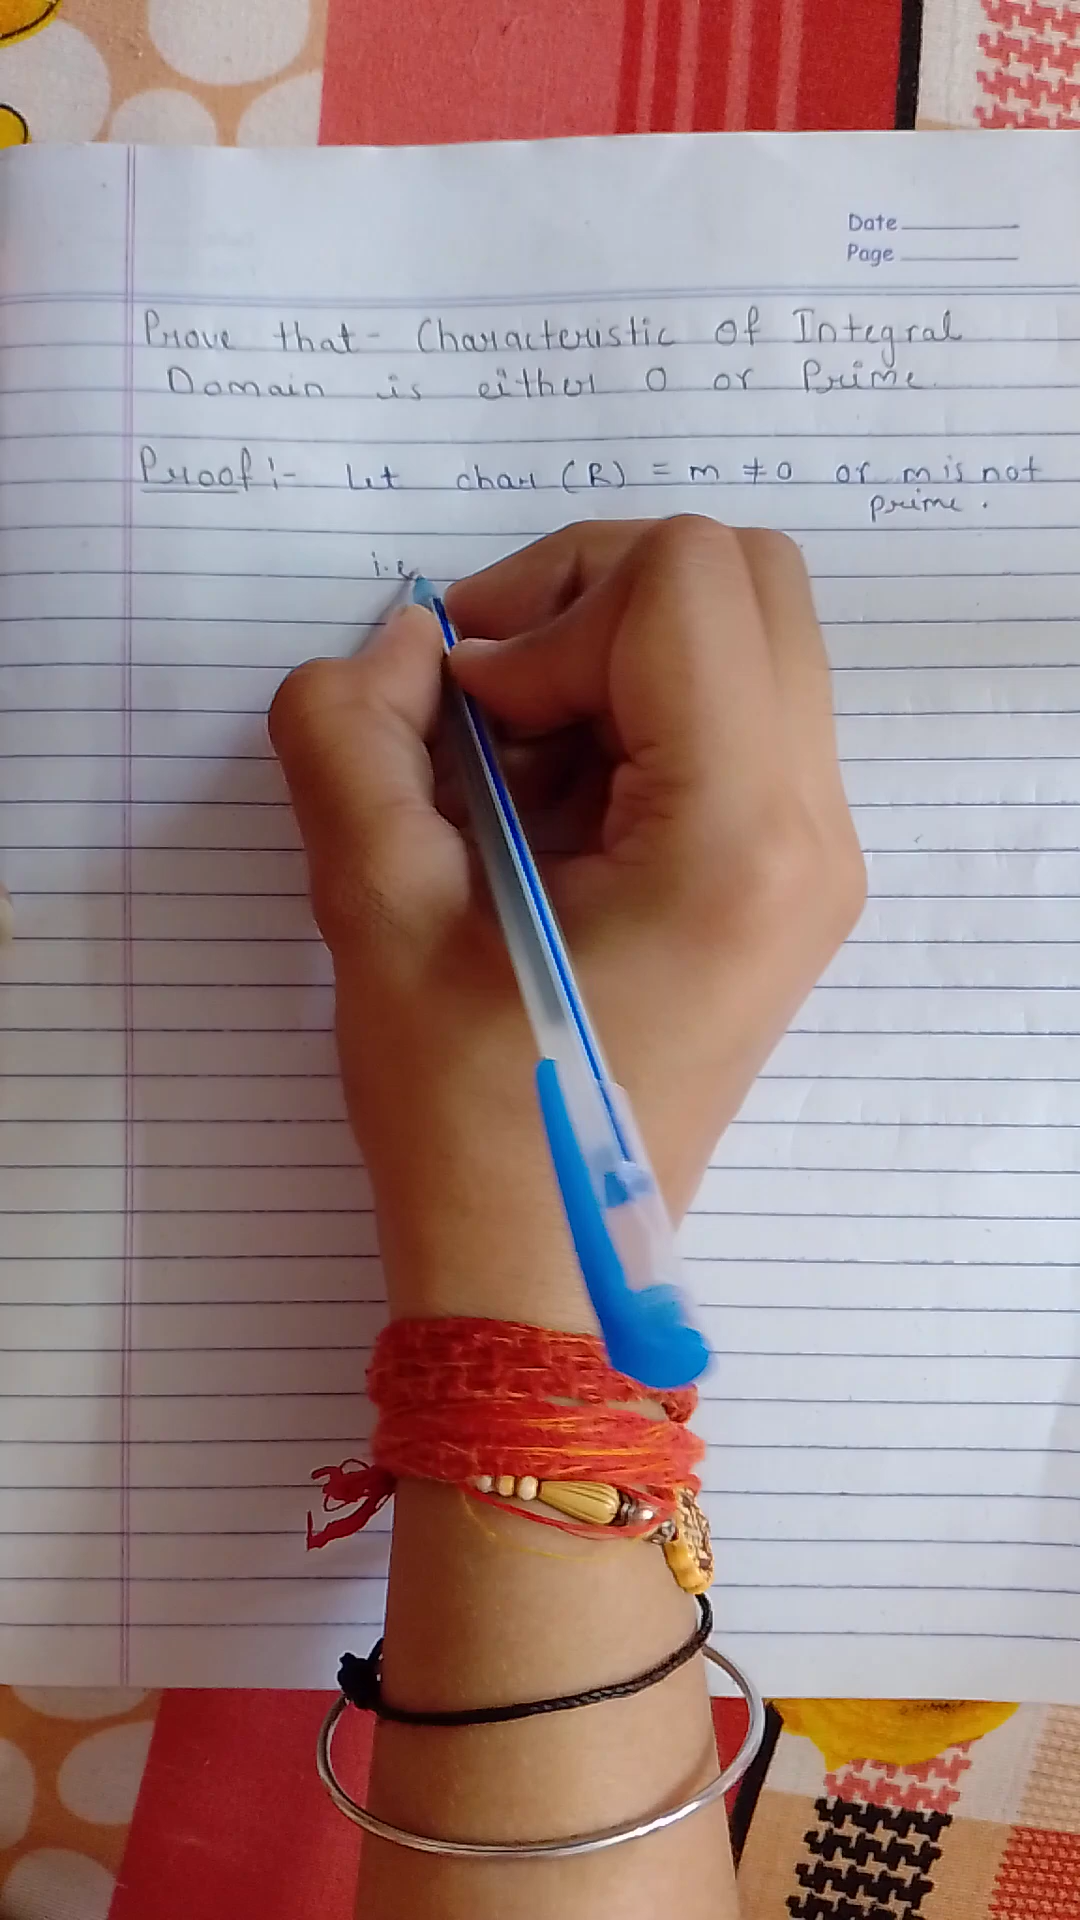 Date
Page
Prove that - Characteristic of Integral
Domain is either 0 or Prime.
Proof :- Let char (R) = m ≠ 0 or m is not
prime.
i.e